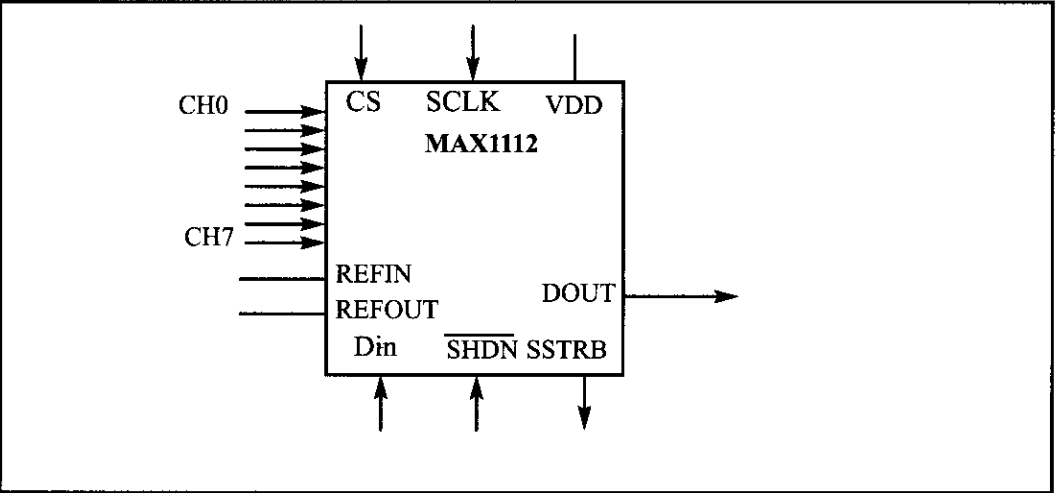 CH0
CS SCLK VDD
MAX1112
CH7
REFIN
DOUT
REFOUT
Din SHDN SSTRB